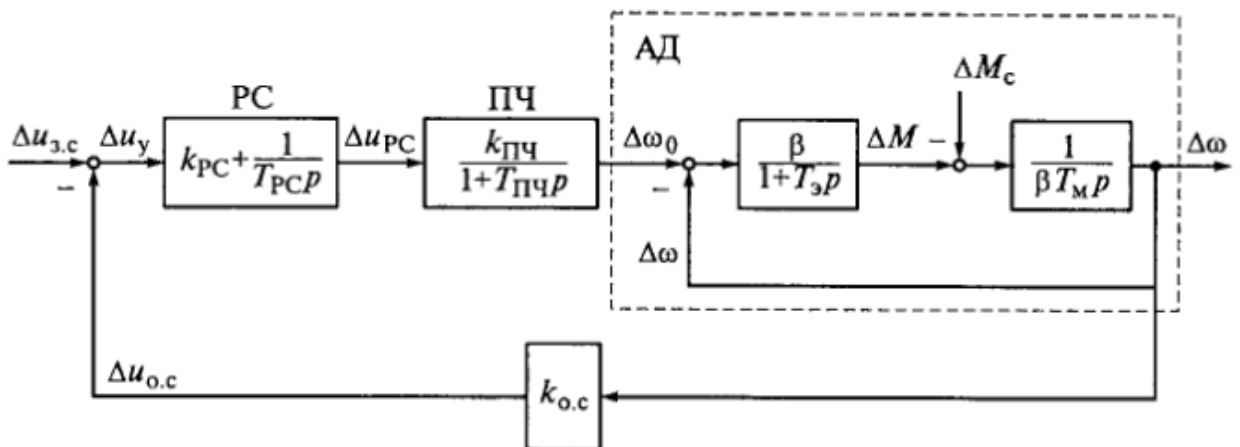 АД
РС
ПЧ
ΔM_c
Δu_з.с
Δu_у
k_РС + 1/(T_РС p)
Δu_РС
k_ПЧ/(1+T_ПЧ p)
Δω_0
β/(1+T_э p)
ΔM
−
1/(βT_м p)
Δω
−
−
Δω
Δu_о.с
k_о.с